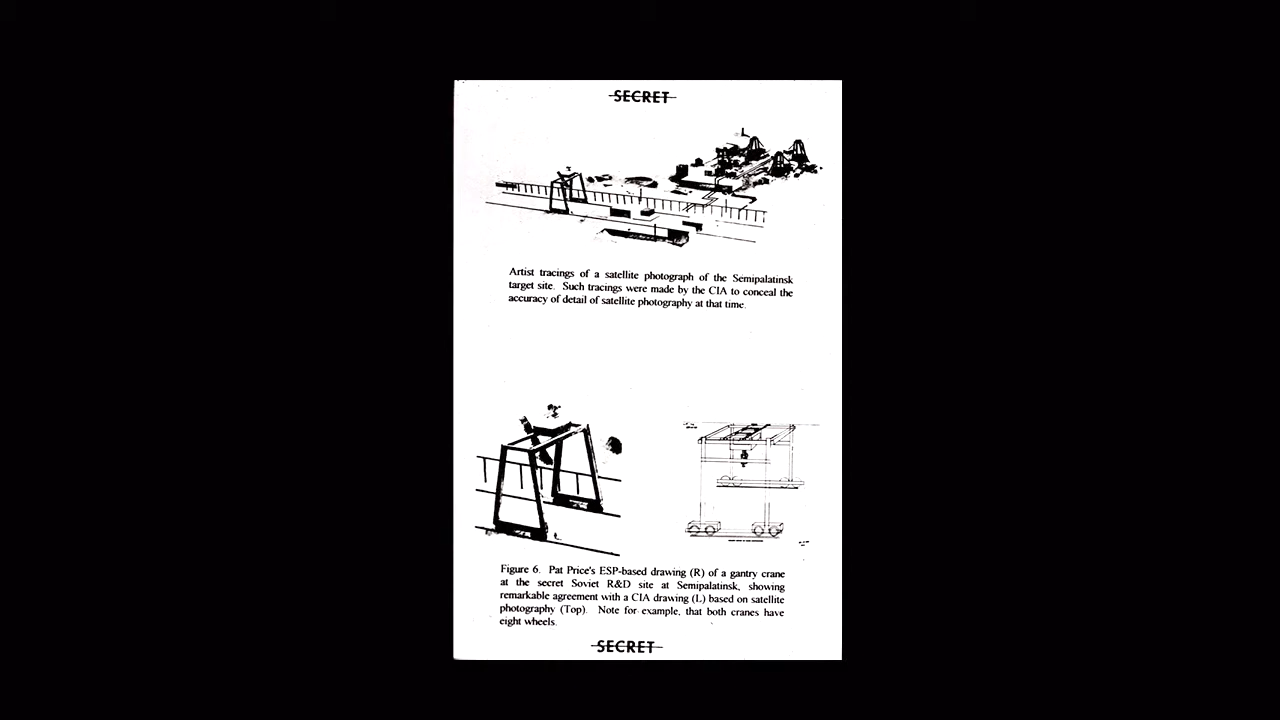 SECRET
Artist tracings of a satellite photograph of the Semipalatinsk
target site. Such tracings were made by the CIA to conceal the
accuracy of detail of satellite photography at that time.
Figure 6. Pat Price's ESP-based drawing (R) of a gantry crane
at the secret Soviet R&D site at Semipalatinsk, showing
remarkable agreement with a CIA drawing (L) based on satellite
photography (Top). Note for example, that both cranes have
eight wheels.
SECRET